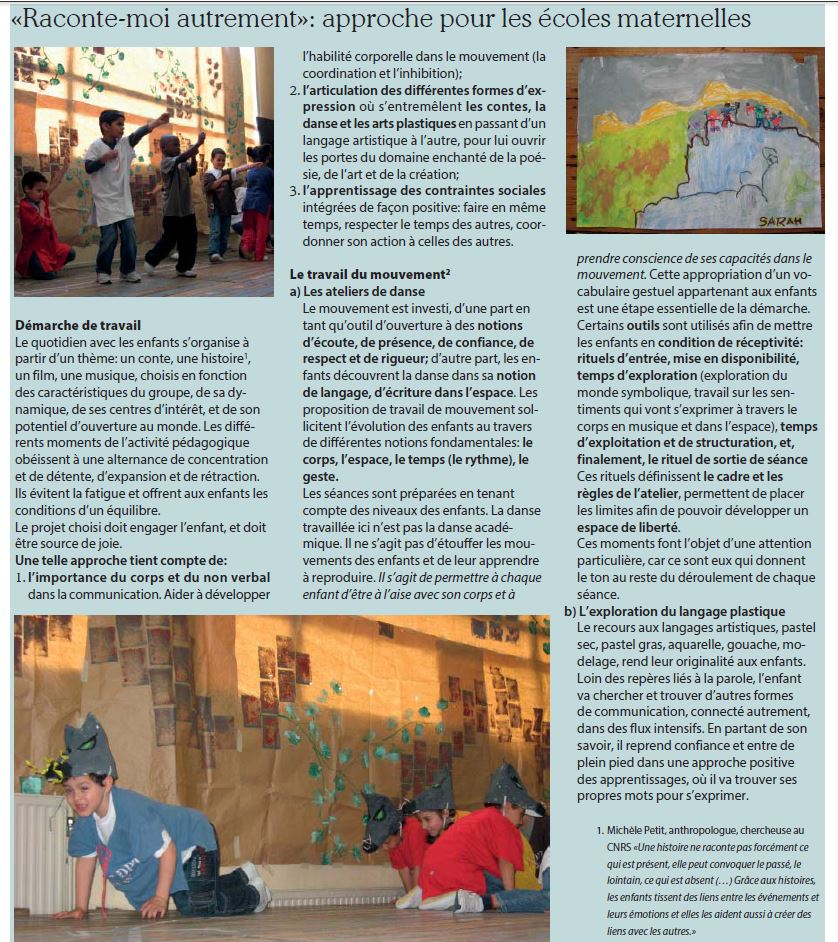 «Raconte-moi autrement»: approche pour les écoles maternelles
Démarche de travail
Le quotidien avec les enfants s’organise à
partir d’un thème: un conte, une histoire¹,
un film, une musique, choisis en fonction
des caractéristiques du groupe, de sa dy-
namique, de ses centres d’intérêt, et de son
potentiel d’ouverture au monde. Les diffé-
rents moments de l’activité pédagogique
obéissent à une alternance de concentration
et de détente, d’expansion et de rétraction.
Ils évitent la fatigue et offrent aux enfants les
conditions d’un équilibre.
Le projet choisi doit engager l’enfant, et doit
être source de joie.
Une telle approche tient compte de:
1. l’importance du corps et du non verbal
dans la communication. Aider à développer
l’habilité corporelle dans le mouvement (la
coordination et l’inhibition);
2. l’articulation des différentes formes d’ex-
pression où s’entremêlent les contes, la
danse et les arts plastiques en passant d’un
langage artistique à l’autre, pour lui ouvrir
les portes du domaine enchanté de la poé-
sie, de l’art et de la création;
3. l’apprentissage des contraintes sociales
intégrées de façon positive: faire en même
temps, respecter le temps des autres, coor-
donner son action à celles des autres.
Le travail du mouvement²
a) Les ateliers de danse
Le mouvement est investi, d’une part en
tant qu’outil d’ouverture à des notions
d’écoute, de présence, de confiance, de
respect et de rigueur; d’autre part, les en-
fants découvrent la danse dans sa notion
de langage, d’écriture dans l’espace. Les
proposition de travail de mouvement sol-
licitent l’évolution des enfants au travers
de différentes notions fondamentales: le
corps, l’espace, le temps (le rythme), le
geste.
Les séances sont préparées en tenant
compte des niveaux des enfants. La danse
travaillée ici n’est pas la danse acadé-
mique. Il ne s’agit pas d’étouffer les mou-
vements des enfants et de leur apprendre
à reproduire. Il s’agit de permettre à chaque
enfant d’être à l’aise avec son corps et à
SARAH
prendre conscience de ses capacités dans le
mouvement. Cette appropriation d’un vo-
cabulaire gestuel appartenant aux enfants
est une étape essentielle de la démarche.
Certains outils sont utilisés afin de mettre
les enfants en condition de réceptivité:
rituels d’entrée, mise en disponibilité,
temps d’exploration (exploration du
monde symbolique, travail sur les sen-
timents qui vont s’exprimer à travers le
corps en musique et dans l’espace), temps
d’exploitation et de structuration, et,
finalement, le rituel de sortie de séance
Ces rituels définissent le cadre et les
règles de l’atelier, permettent de placer
les limites afin de pouvoir développer un
espace de liberté.
Ces moments font l’objet d’une attention
particulière, car ce sont eux qui donnent
le ton au reste du déroulement de chaque
séance.
b) L’exploration du langage plastique
Le recours aux langages artistiques, pastel
sec, pastel gras, aquarelle, gouache, mo-
delage, rend leur originalité aux enfants.
Loin des repères liés à la parole, l’enfant
va chercher et trouver d’autres formes
de communication, connecté autrement,
dans des flux intensifs. En partant de son
savoir, il reprend confiance et entre de
plein pied dans une approche positive
des apprentissages, où il va trouver ses
propres mots pour s’exprimer.
1. Michèle Petit, anthropologue, chercheuse au
CNRS «Une histoire ne raconte pas forcément ce
qui est présent, elle peut convoquer le passé, le
lointain, ce qui est absent (…) Grâce aux histoires,
les enfants tissent des liens entre les événements et
leurs émotions et elles les aident aussi à créer des
liens avec les autres.»